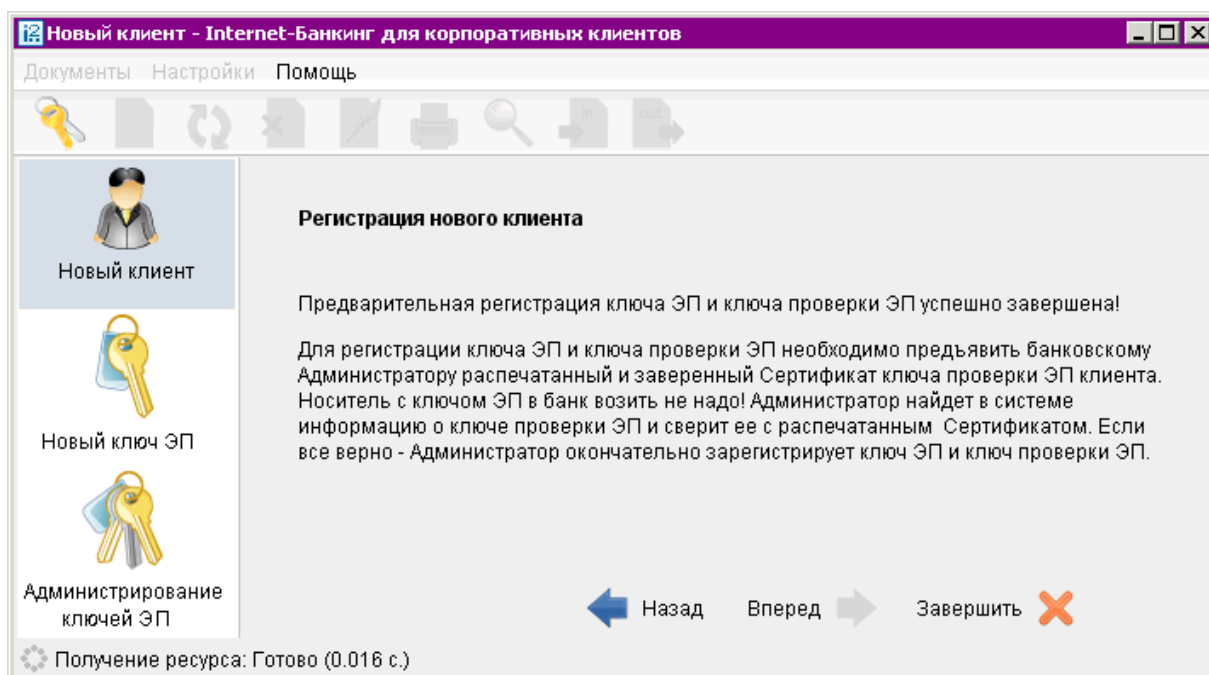 Новый клиент - Internet-Банкинг для корпоративных клиентов
Документы Настройки Помощь
in out
Новый клиент
Новый ключ ЭП
Администрирование
ключей ЭП
Регистрация нового клиента
Предварительная регистрация ключа ЭП и ключа проверки ЭП успешно завершена!
Для регистрации ключа ЭП и ключа проверки ЭП необходимо предъявить банковскому
Администратору распечатанный и заверенный Сертификат ключа проверки ЭП клиента.
Носитель с ключом ЭП в банк возить не надо! Администратор найдет в системе
информацию о ключе проверки ЭП и сверит ее с распечатанным Сертификатом. Если
все верно - Администратор окончательно зарегистрирует ключ ЭП и ключ проверки ЭП.
Назад Вперед Завершить
Получение ресурса: Готово (0.016 с.)